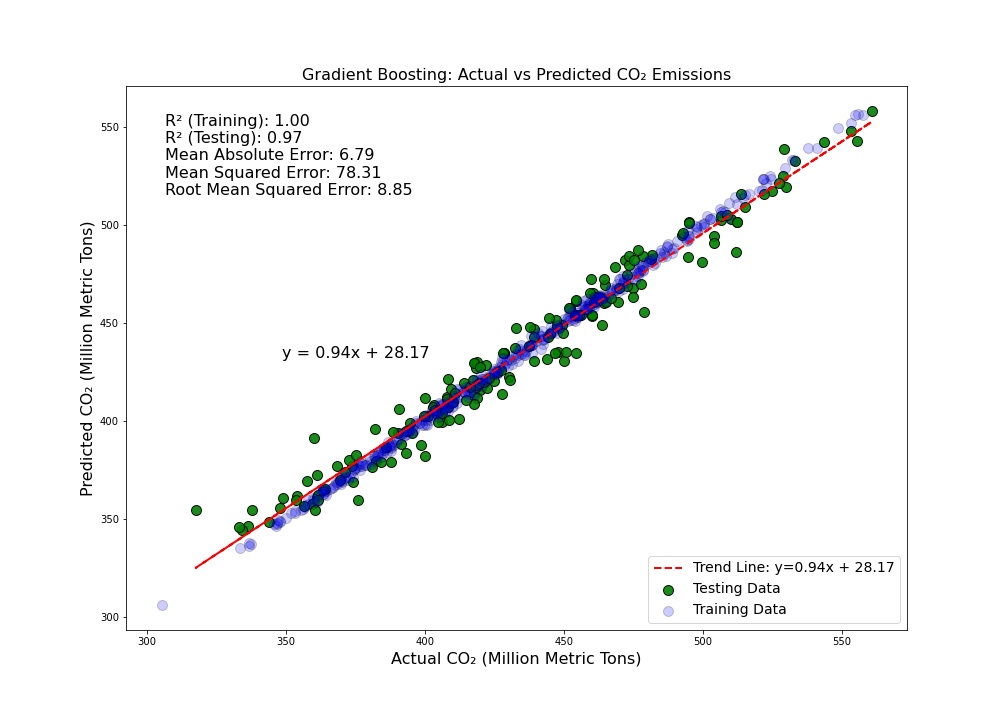 Gradient Boosting: Actual vs Predicted CO₂ Emissions
R² (Training): 1.00
R² (Testing): 0.97
Mean Absolute Error: 6.79
Mean Squared Error: 78.31
Root Mean Squared Error: 8.85
y = 0.94x + 28.17
Predicted CO₂ (Million Metric Tons)
550
500
450
400
350
300
Trend Line: y=0.94x + 28.17
Testing Data
Training Data
300 350 400 450 500 550
Actual CO₂ (Million Metric Tons)